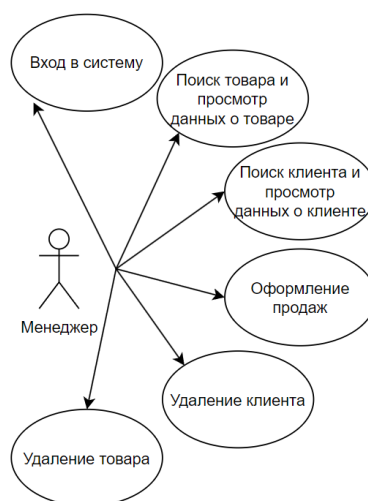 Вход в систему
Поиск товара и
просмотр
данных о товаре
Поиск клиента и
просмотр
данных о клиенте
Менеджер
Оформление
продаж
Удаление клиента
Удаление товара